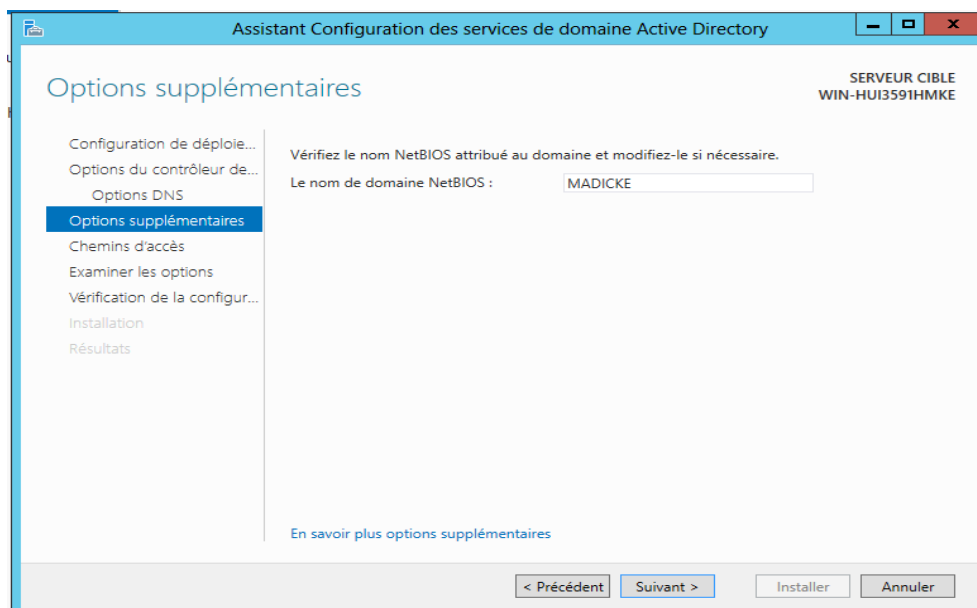 Assistant Configuration des services de domaine Active Directory
Options supplémentaires
SERVEUR CIBLE
WIN-HUI3591HMKE
Configuration de déploie...
Options du contrôleur de...
Options DNS
Options supplémentaires
Chemins d'accès
Examiner les options
Vérification de la configur...
Installation
Résultats
Vérifiez le nom NetBIOS attribué au domaine et modifiez-le si nécessaire.
Le nom de domaine NetBIOS : MADICKE
En savoir plus options supplémentaires
< Précédent Suivant > Installer Annuler